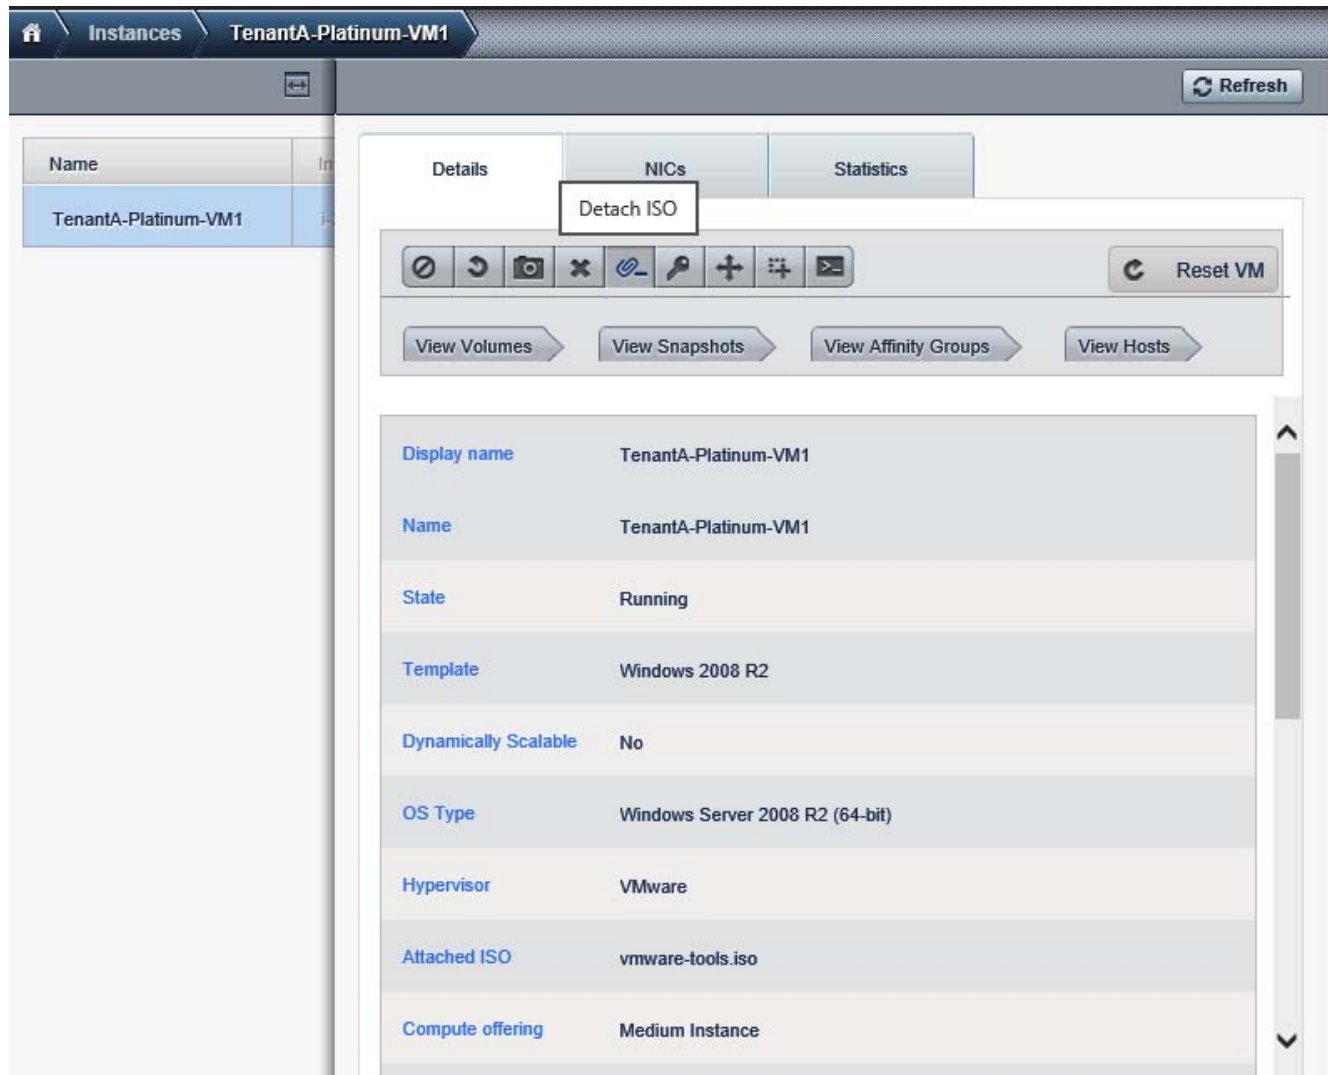 Instances
TenantA-Platinum-VM1
Refresh
Name
TenantA-Platinum-VM1
Details
NICs
Statistics
Detach ISO
Reset VM
View Volumes
View Snapshots
View Affinity Groups
View Hosts
Display name TenantA-Platinum-VM1
Name TenantA-Platinum-VM1
State Running
Template Windows 2008 R2
Dynamically Scalable No
OS Type Windows Server 2008 R2 (64-bit)
Hypervisor VMware
Attached ISO vmware-tools.iso
Compute offering Medium Instance